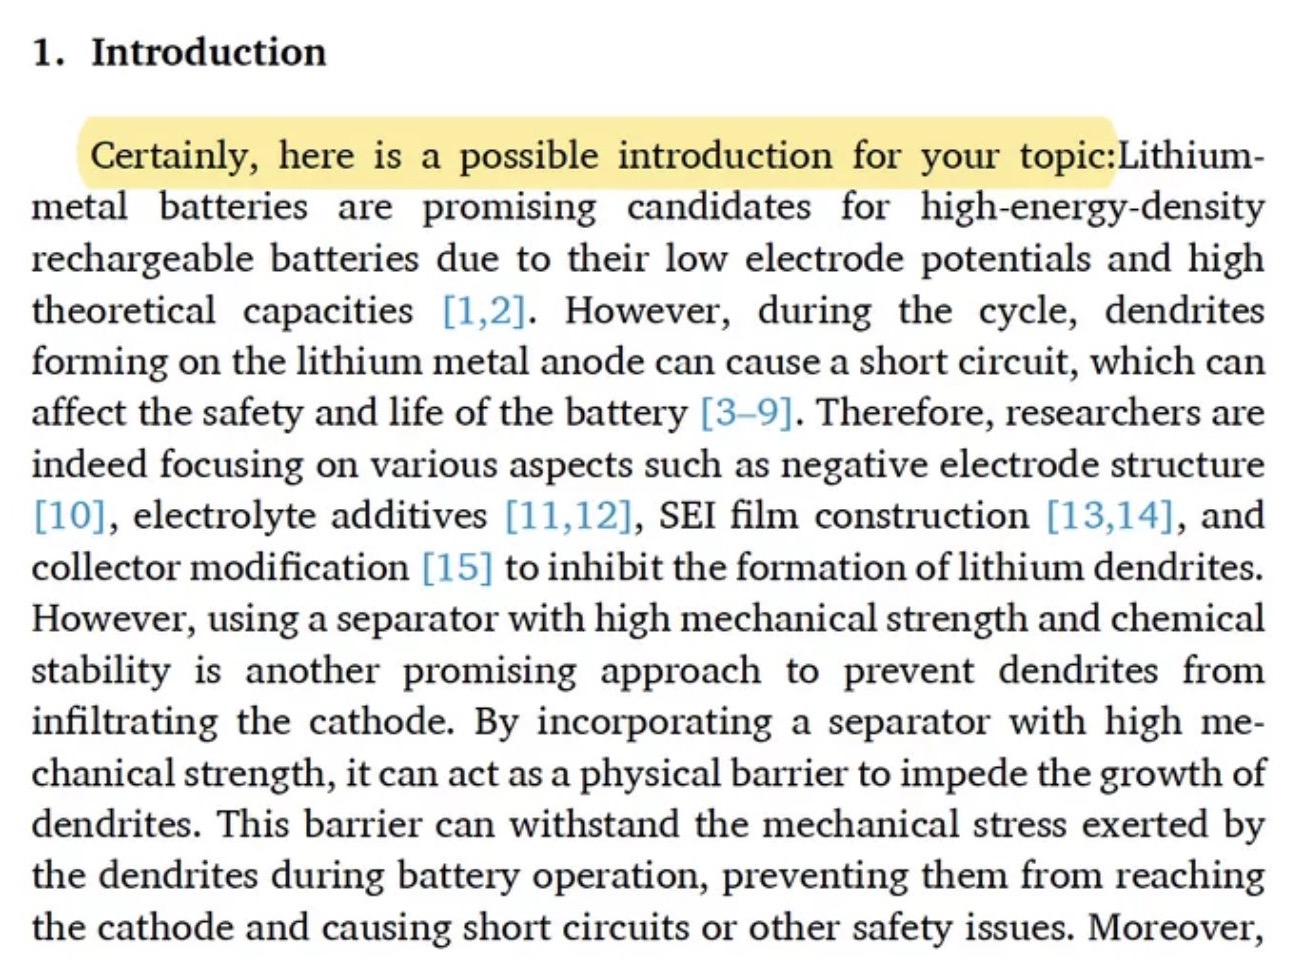 1. Introduction
Certainly, here is a possible introduction for your topic:Lithium-
metal batteries are promising candidates for high-energy-density
rechargeable batteries due to their low electrode potentials and high
theoretical capacities [1,2]. However, during the cycle, dendrites
forming on the lithium metal anode can cause a short circuit, which can
affect the safety and life of the battery [3–9]. Therefore, researchers are
indeed focusing on various aspects such as negative electrode structure
[10], electrolyte additives [11,12], SEI film construction [13,14], and
collector modification [15] to inhibit the formation of lithium dendrites.
However, using a separator with high mechanical strength and chemical
stability is another promising approach to prevent dendrites from
infiltrating the cathode. By incorporating a separator with high me-
chanical strength, it can act as a physical barrier to impede the growth of
dendrites. This barrier can withstand the mechanical stress exerted by
the dendrites during battery operation, preventing them from reaching
the cathode and causing short circuits or other safety issues. Moreover,